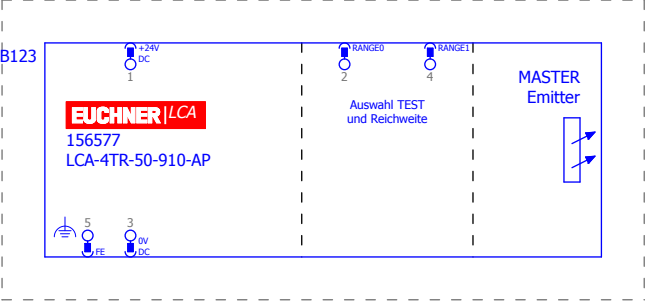 B123
+24V
DC
1
RANGE0
2
RANGE1
4
MASTER
Emitter
Auswahl TEST
und Reichweite
EUCHNER LCA
156577
LCA-4TR-50-910-AP
5
FE
3
0V
DC